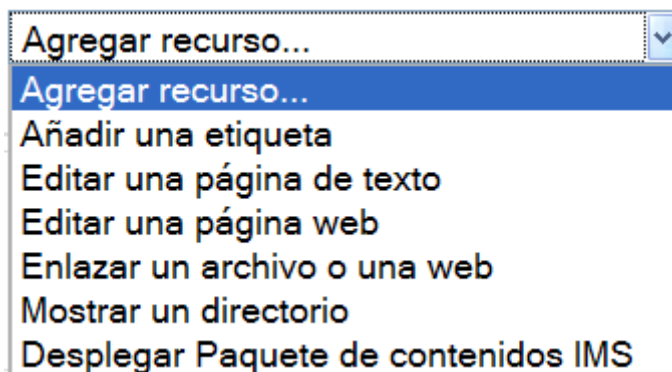 Agregar recurso...
Agregar recurso...
Añadir una etiqueta
Editar una página de texto
Editar una página web
Enlazar un archivo o una web
Mostrar un directorio
Desplegar Paquete de contenidos IMS